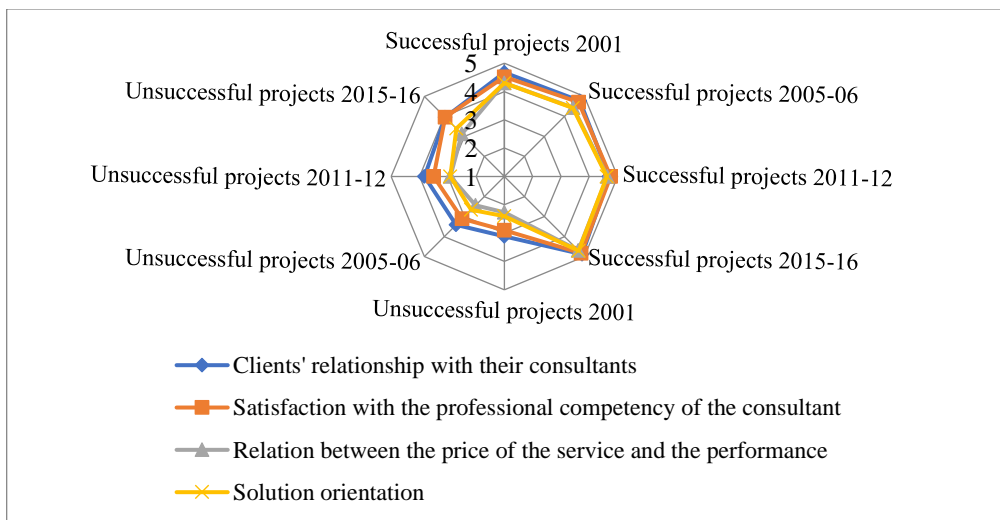 Successful projects 2001
5
Unsuccessful projects 2015-16
4
Successful projects 2005-06
3
2
Unsuccessful projects 2011-12
1
Successful projects 2011-12
Unsuccessful projects 2005-06
Successful projects 2015-16
Unsuccessful projects 2001
Clients' relationship with their consultants
Satisfaction with the professional competency of the consultant
Relation between the price of the service and the performance
Solution orientation